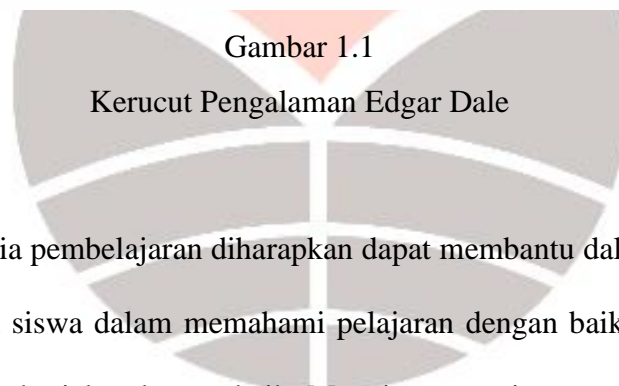 Gambar 1.1
Kerucut Pengalaman Edgar Dale
ia pembelajaran diharapkan dapat membantu dal
siswa dalam memahami pelajaran dengan baik